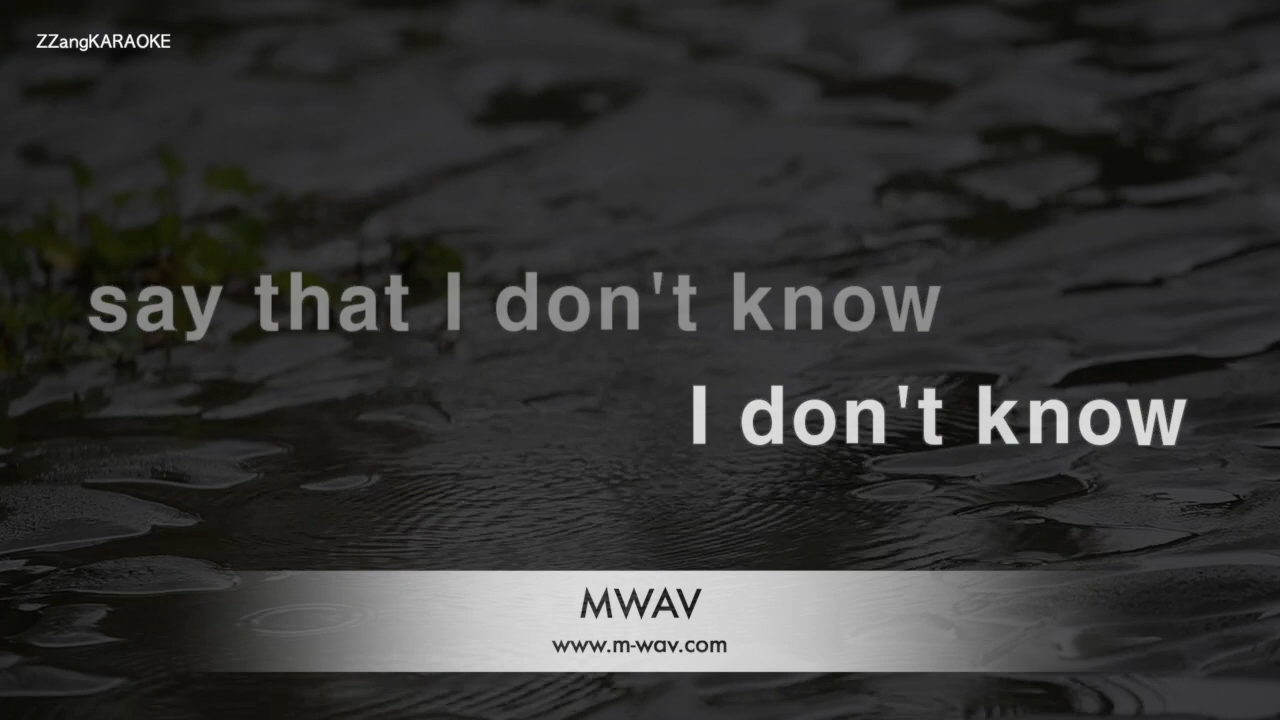 ZZangKARAOKE
say that I don't know
I don't know
MWAV
www.m-wav.com